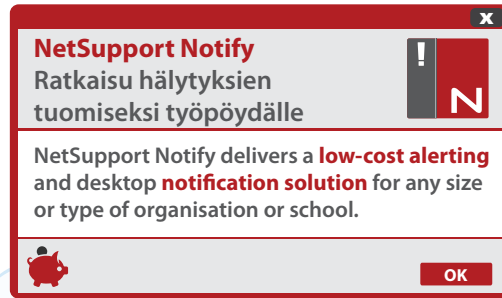 X
NetSupport Notify
Ratkaisu hälytyksien
tuomiseksi työpöydälle
! N
NetSupport Notify delivers a low-cost alerting
and desktop notification solution for any size
or type of organisation or school.
OK